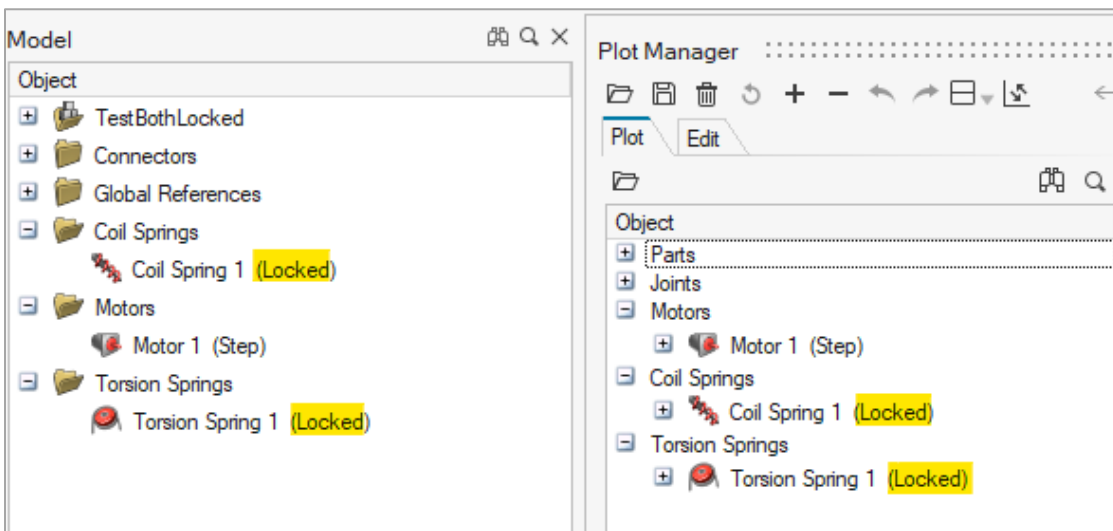 Model
Object
TestBothLocked
Connectors
Global References
Coil Springs
Coil Spring 1 (Locked)
Motors
Motor 1 (Step)
Torsion Springs
Torsion Spring 1 (Locked)
Plot Manager
Plot
Edit
Object
Parts
Joints
Motors
Motor 1 (Step)
Coil Springs
Coil Spring 1 (Locked)
Torsion Springs
Torsion Spring 1 (Locked)